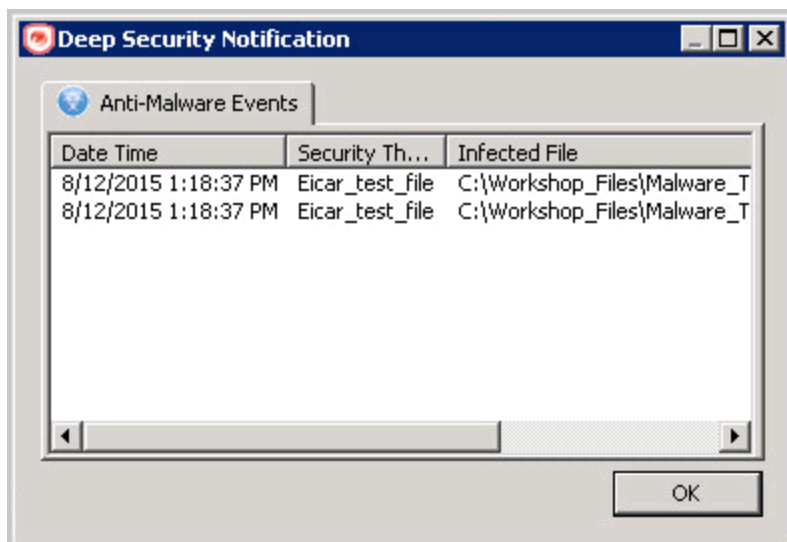 Deep Security Notification
Anti-Malware Events
Date Time Security Th... Infected File
8/12/2015 1:18:37 PM Eicar_test_file C:\Workshop_Files\Malware_T
8/12/2015 1:18:37 PM Eicar_test_file C:\Workshop_Files\Malware_T
OK